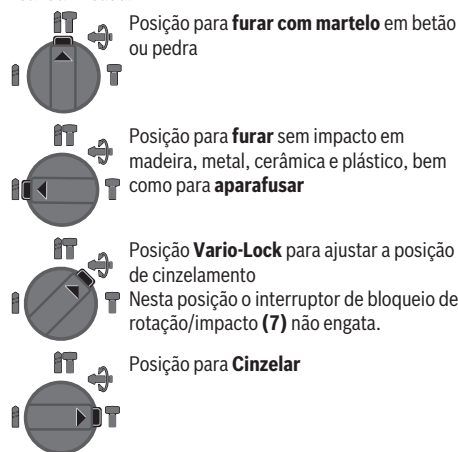 Posição para furar com martelo em betão
ou pedra
Posição para furar sem impacto em
madeira, metal, cerâmica e plástico, bem
como para aparafusar
Posição Vario-Lock para ajustar a posição
de cinzelamento
Nesta posição o interruptor de bloqueio de
rotação/impacto (7) não engata.
Posição para Cinzelar